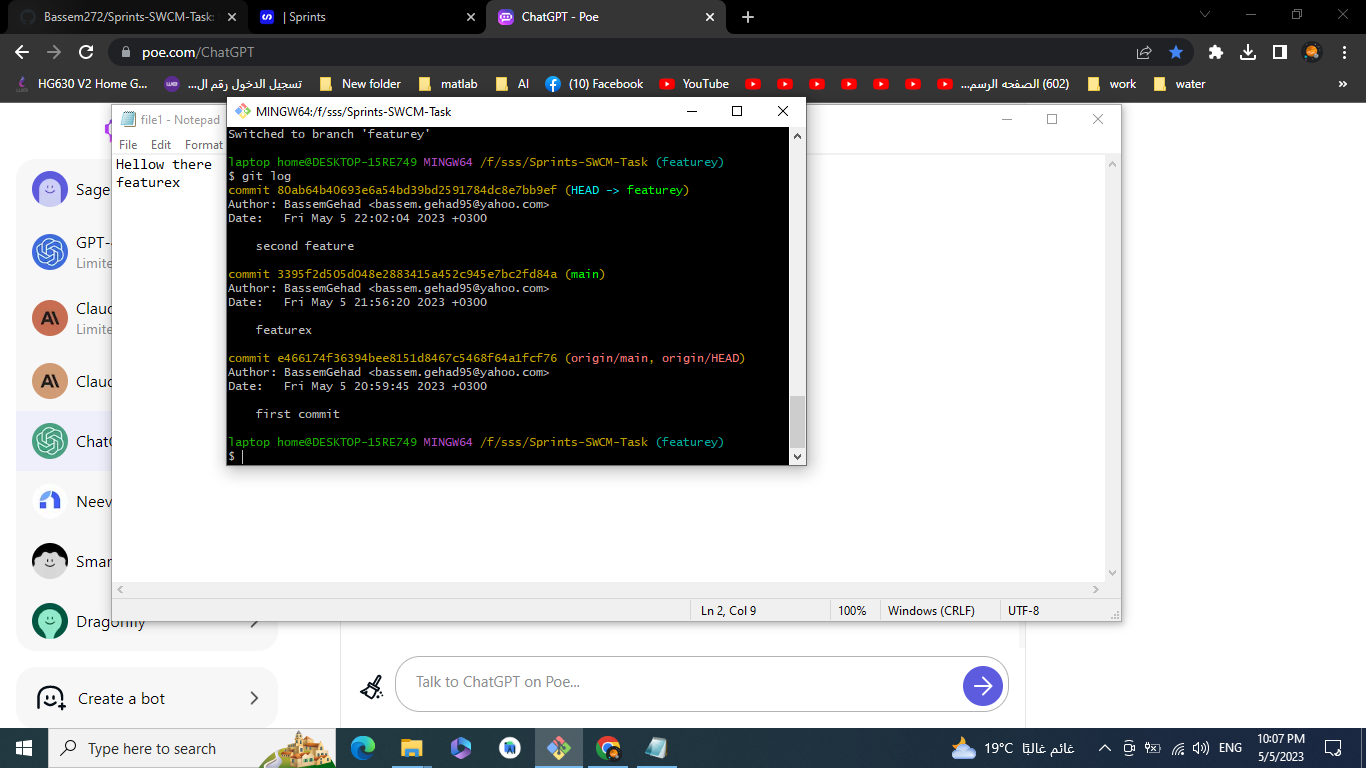 Bassem272/Sprints-SWCM-Task:
| Sprints
ChatGPT - Poe
poe.com/ChatGPT
HG630 V2 Home G...
تسجيل الدخول رقم ال...
New folder
matlab
AI
(10) Facebook
YouTube
(602) الصفحه الرسم...
work
water
»
file1 - Notepad
File Edit Format
Hellow there
featurex
MINGW64:/f/sss/Sprints-SWCM-Task
Switched to branch 'featurey'
laptop home@DESKTOP-15RE749 MINGW64 /f/sss/Sprints-SWCM-Task (featurey)
$ git log
commit 80ab64b40693e6a54bd39bd2591784dc8e7bb9ef (HEAD -> featurey)
Author: BassemGehad <bassem.gehad95@yahoo.com>
Date:   Fri May 5 22:02:04 2023 +0300
second feature
commit 3395f2d505d048e2883415a452c945e7bc2fd84a (main)
Author: BassemGehad <bassem.gehad95@yahoo.com>
Date:   Fri May 5 21:56:20 2023 +0300
featurex
commit e466174f36394bee8151d8467c5468f64a1fcf76 (origin/main, origin/HEAD)
Author: BassemGehad <bassem.gehad95@yahoo.com>
Date:   Fri May 5 20:59:45 2023 +0300
first commit
laptop home@DESKTOP-15RE749 MINGW64 /f/sss/Sprints-SWCM-Task (featurey)
$
Sage
GPT-
Limite
Claud
Limite
Claud
Chat
Neev
Smar
Dragonfly
Create a bot
Ln 2, Col 9
100%
Windows (CRLF)
UTF-8
Talk to ChatGPT on Poe...
Type here to search
19°C غائم غالبًا
ENG
10:07 PM
5/5/2023